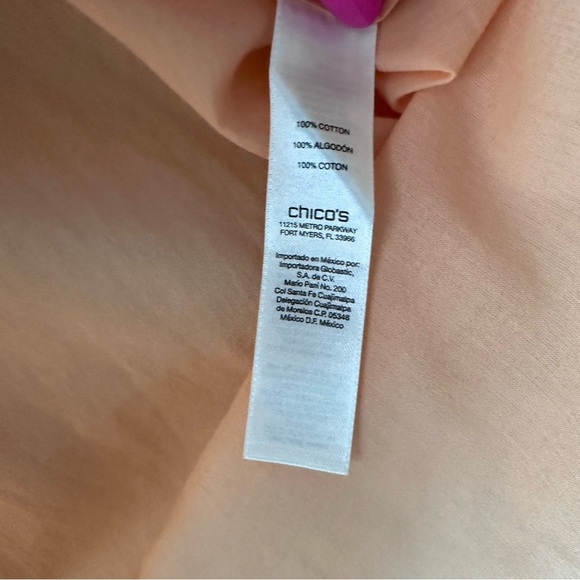 100% COTTON
100% ALGODÓN
100% COTON
chico's
11215 METRO PARKWAY
FORT MYERS, FL 33966
Importado en México por:
Importadora Globastic,
S.A. de C.V.
Mario Pani No. 200
Col Santa Fe Cuajimalpa
Delegación Cuajimalpa
de Morelos C.P. 05348
México D.F. México